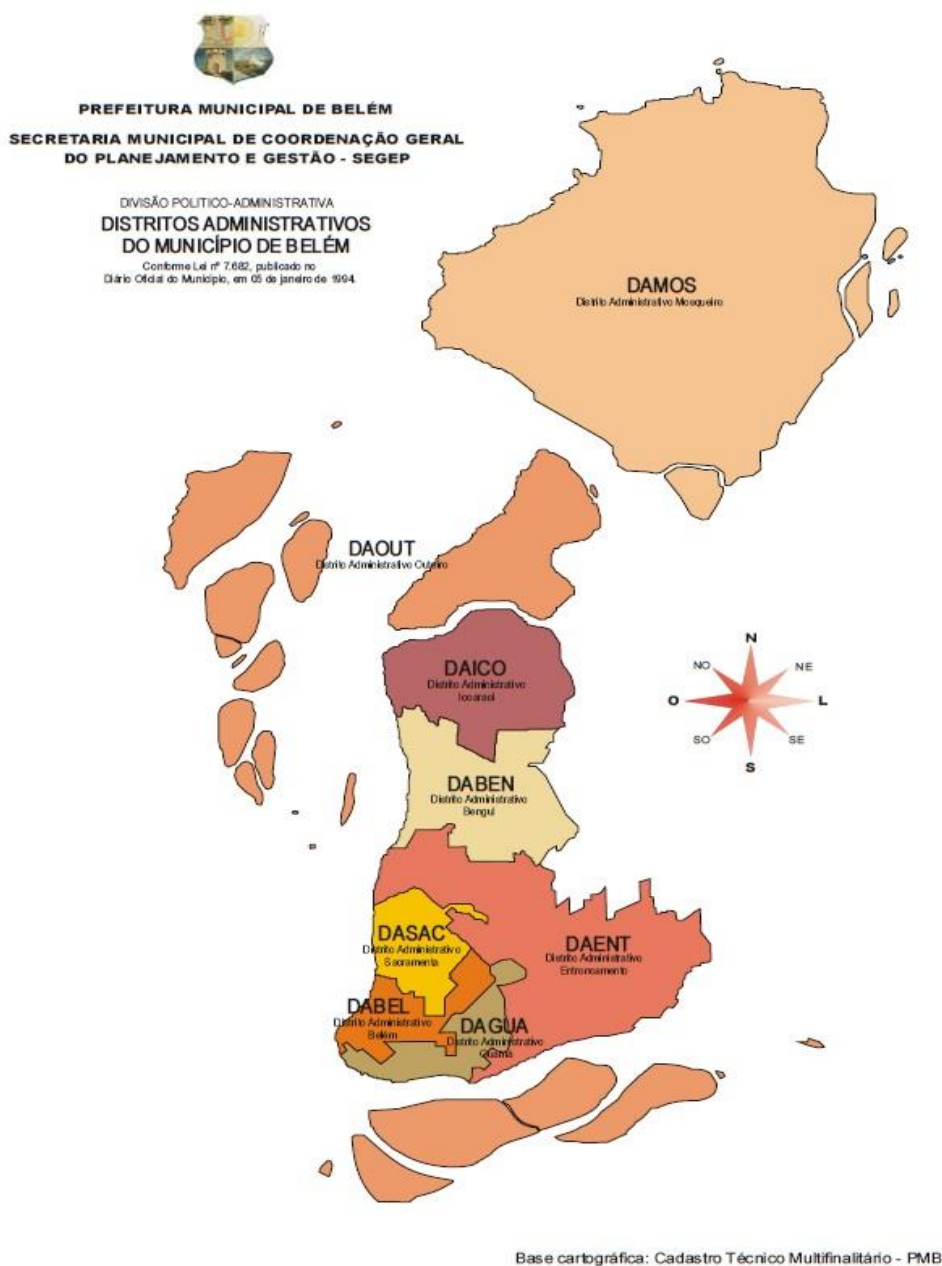 PREFEITURA MUNICIPAL DE BELÉM
SECRETARIA MUNICIPAL DE COORDENAÇÃO GERAL
DO PLANEJAMENTO E GESTÃO - SEGEP
DIVISÃO POLITICO-ADMINISTRATIVA
DISTRITOS ADMINISTRATIVOS
DO MUNICÍPIO DE BELÉM
Conforme Lei nº 7.682, publicado no
Diário Oficial do Município, em 05 de janeiro de 1994.
DAMOS
Distrito Administrativo Mosqueiro
DAOUT
Distrito Administrativo Outeiro
DAICO
Distrito Administrativo
Icoaraci
N
NO
NE
O
L
SO
SE
S
DABEN
Distrito Administrativo
Bengui
DASAC
Distrito Administrativo
Sacramenta
DAENT
Distrito Administrativo
Entroncamento
DABEL
Distrito Administrativo
Belém
DAGUA
Distrito Administrativo
Guamá
Base cartográfica: Cadastro Técnico Multifinalitário - PMB